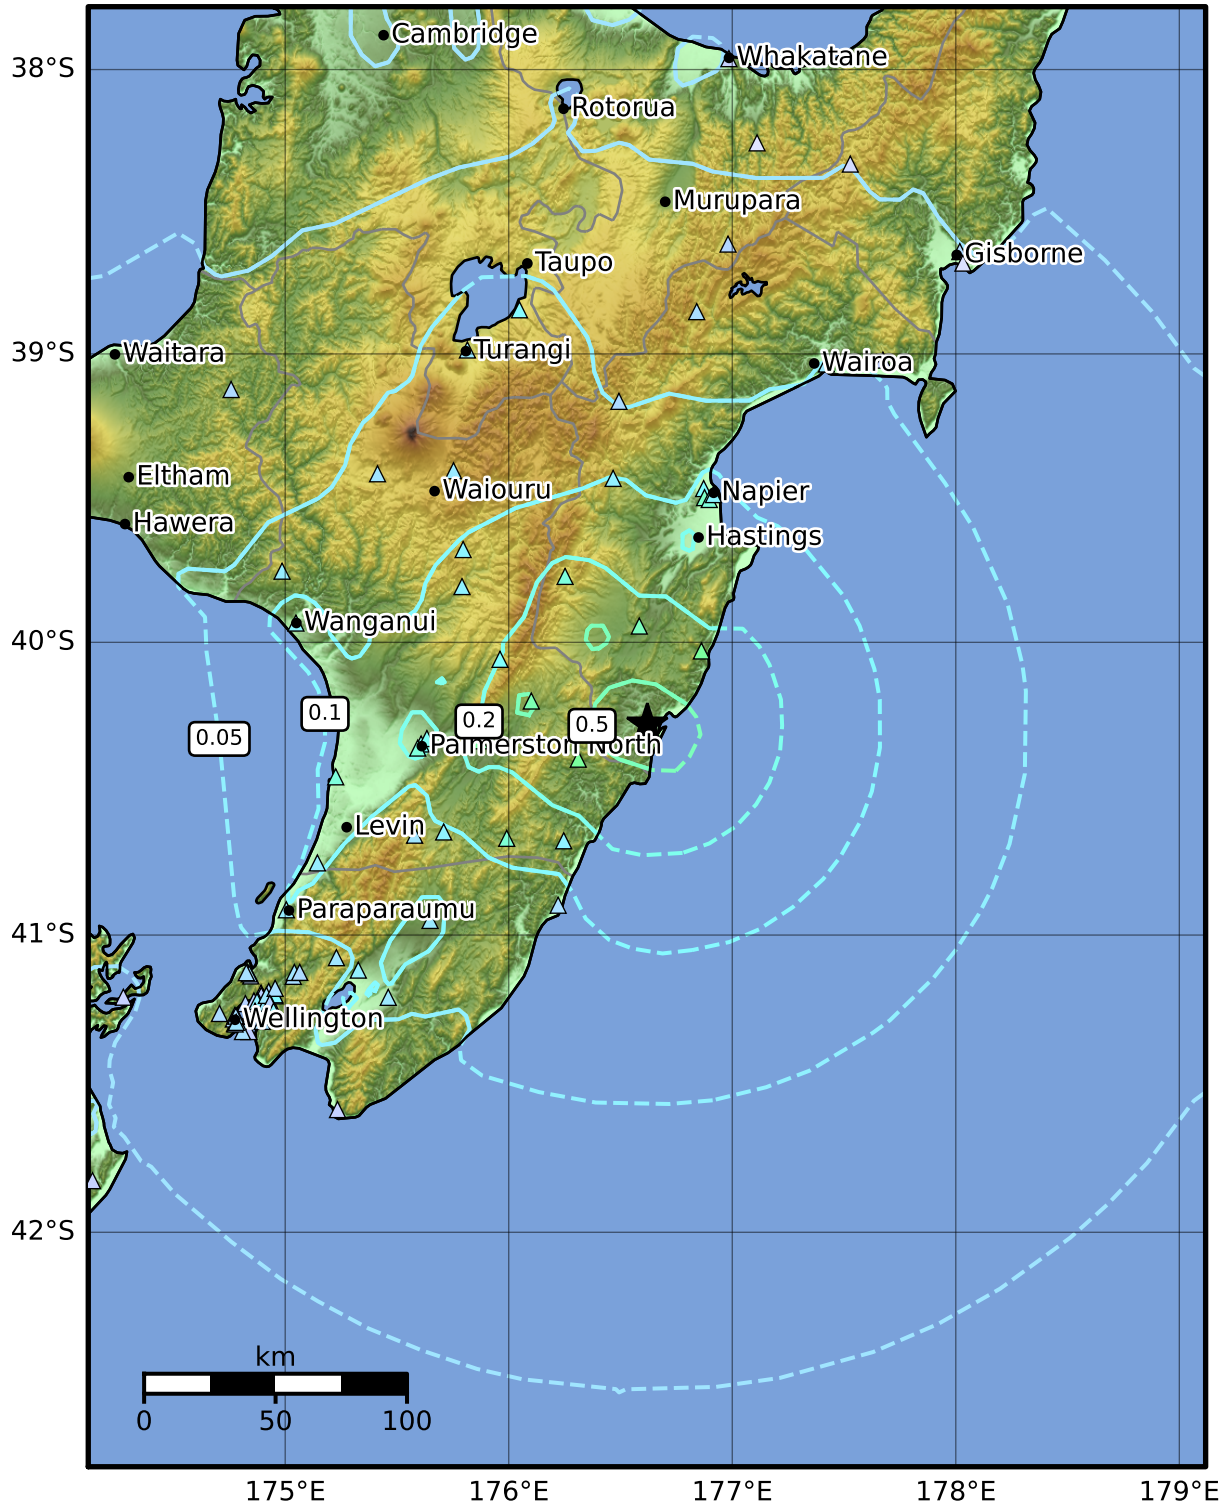 Cambridge
Whakatane
38°S
Rotorua
Murupara
Gisborne
Taupo
Turangi
39°S
Waitara
Wairoa
Eltham
Waiouru
Napier
Hawera
Hastings
Wanganui
40°S
0.05
0.1
0.2
0.5
Palmerston North
Levin
Paraparaumu
41°S
Wellington
42°S
km
0 50 100
175°E 176°E 177°E 178°E 179°E